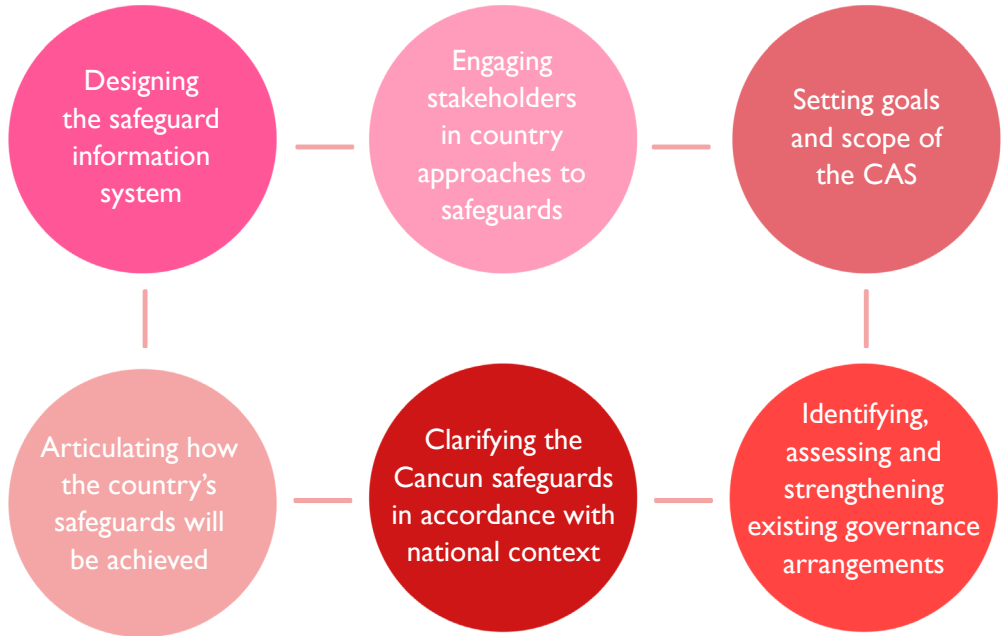 Designing
the safeguard
information
system
Engaging
stakeholders
in country
approaches to
safeguards
Setting goals
and scope of
the CAS
Articulating how
the country’s
safeguards will
be achieved
Clarifying the
Cancun safeguards
in accordance with
national context
Identifying,
assessing and
strengthening
existing governance
arrangements